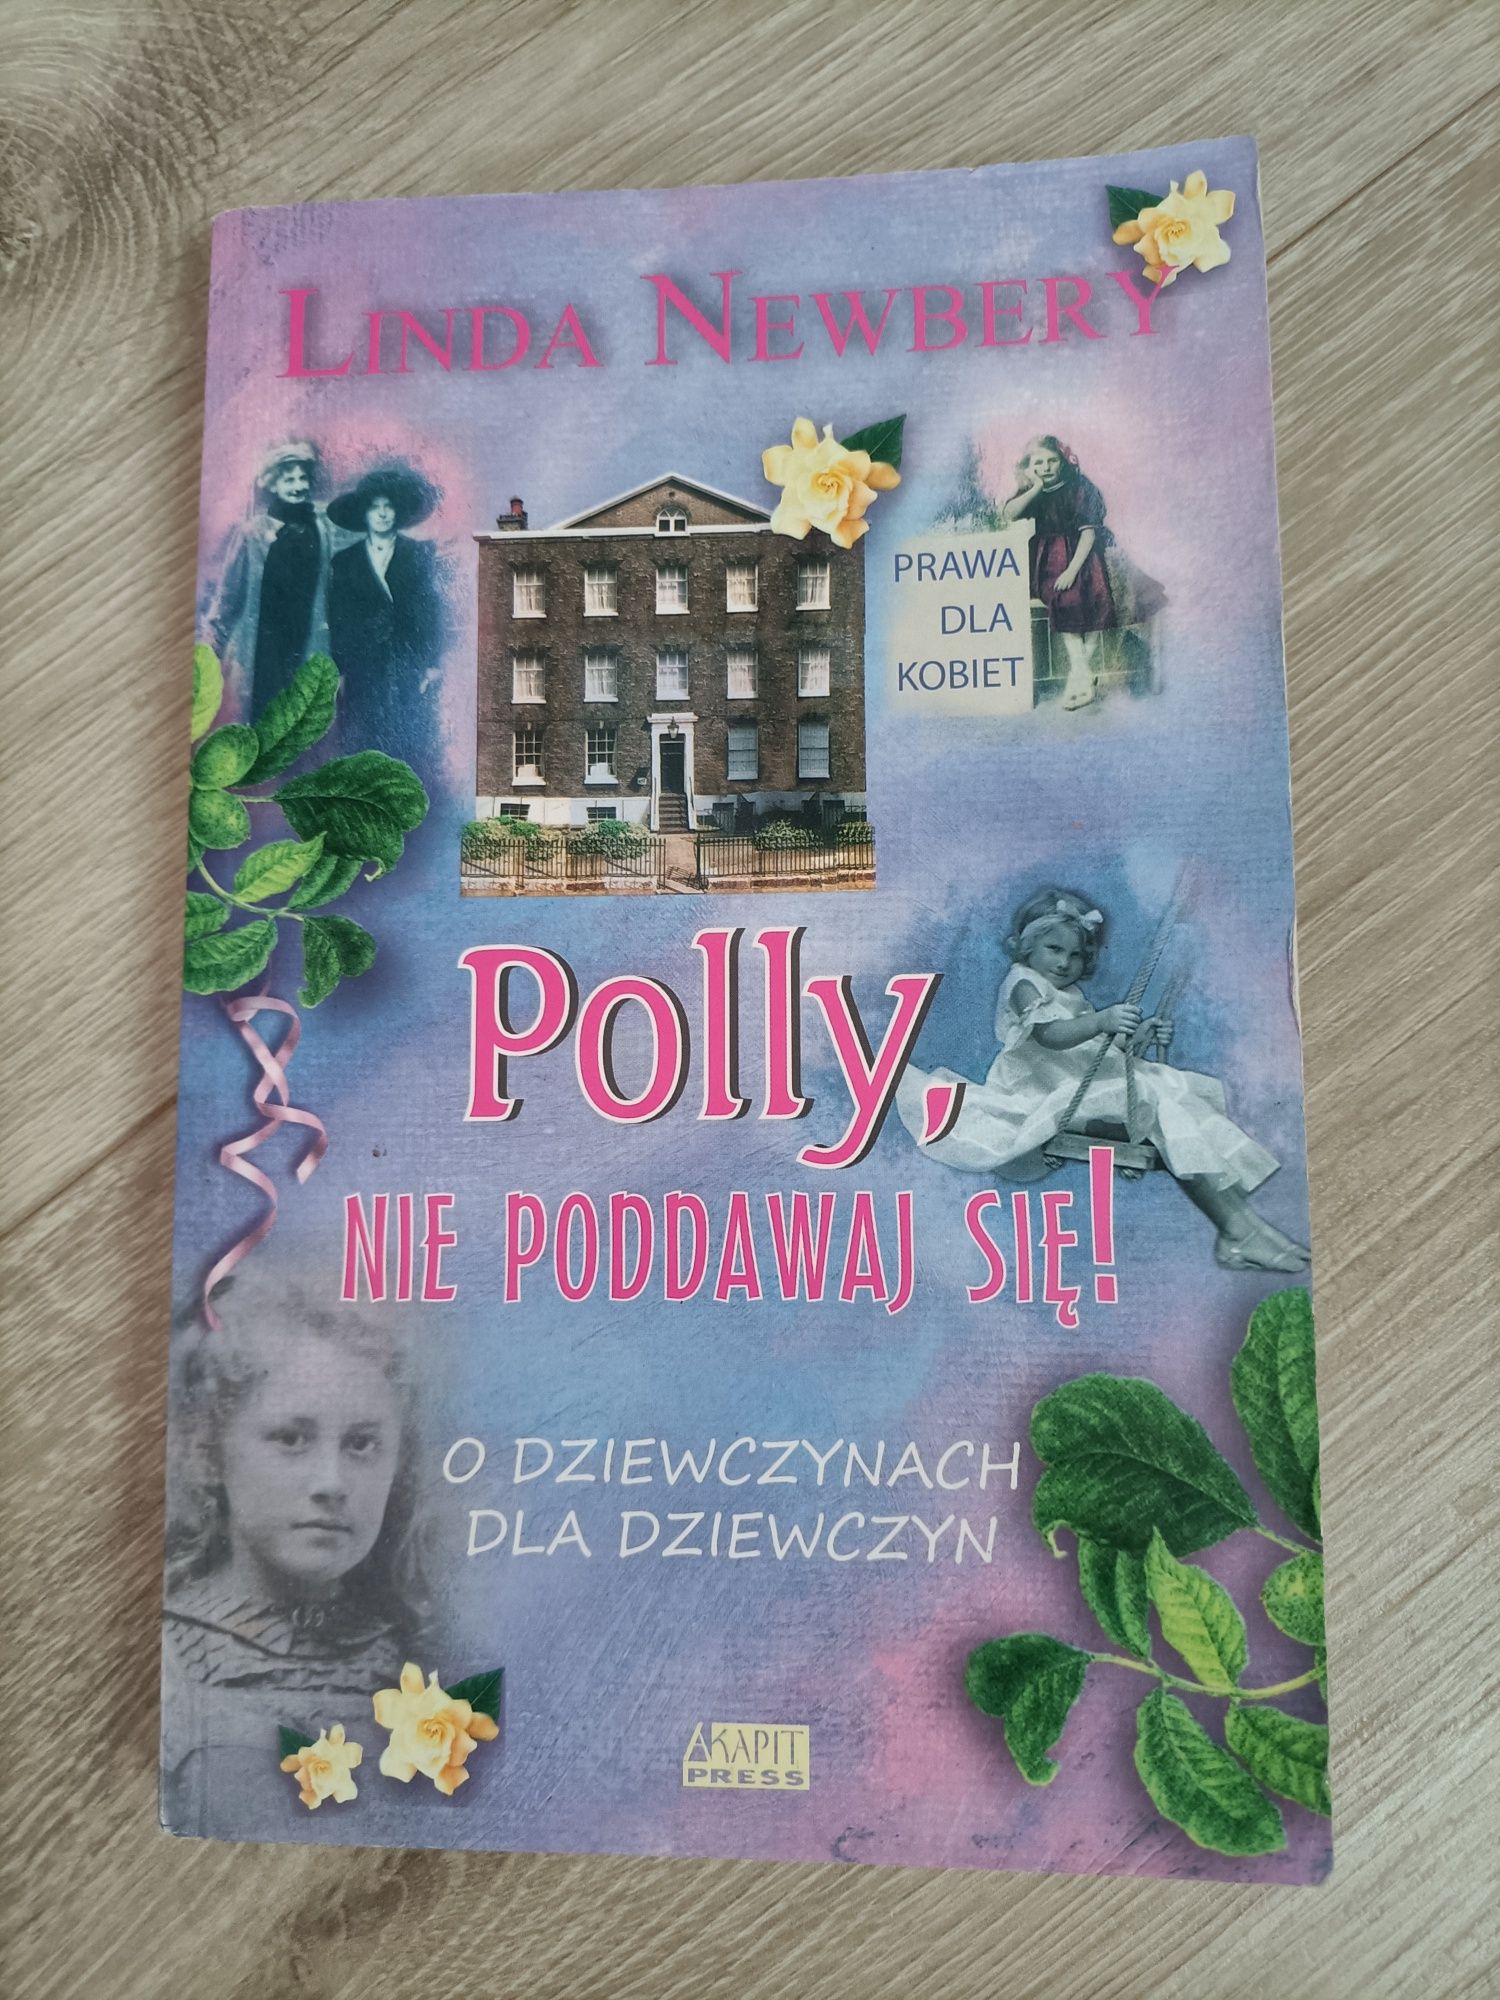 LINDA NEWBERY
PRAWA
DLA
KOBIET
Polly,
NIE PODDAWAJ SIĘ!
O DZIEWCZYNACH
DLA DZIEWCZYN
AKAPIT
PRESS